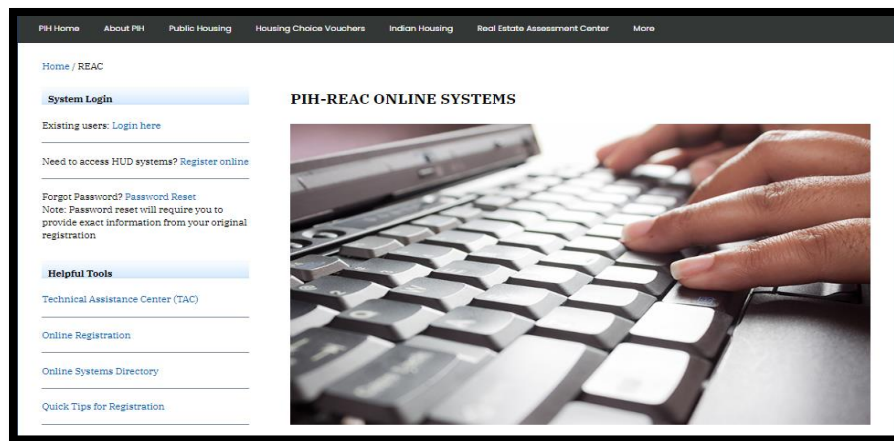 PIH Home About PIH Public Housing Housing Choice Vouchers Indian Housing Real Estate Assessment Center More
Home / REAC
System Login
Existing users: Login here
Need to access HUD systems? Register online
Forgot Password? Password Reset
Note: Password reset will require you to
provide exact information from your original
registration
Helpful Tools
Technical Assistance Center (TAC)
Online Registration
Online Systems Directory
Quick Tips for Registration
PIH-REAC ONLINE SYSTEMS